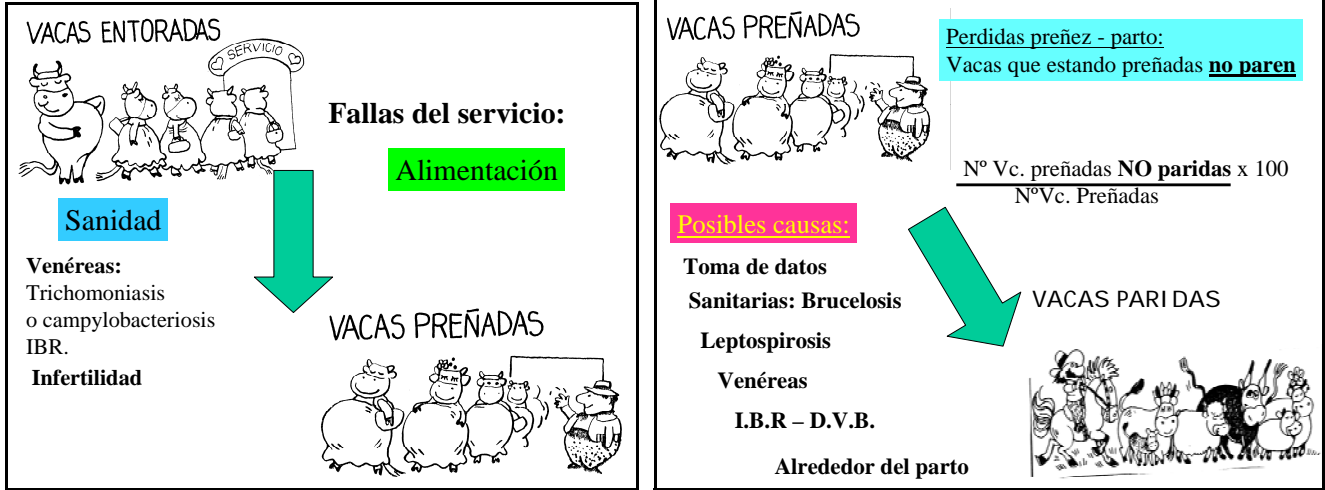 VACAS ENTORADAS
SERVICIO
Fallas del servicio:
Alimentación
Sanidad
Venéreas:
Trichomoniasis
o campylobacteriosis
IBR.
Infertilidad
VACAS PREÑADAS
VACAS PREÑADAS
Perdidas preñez - parto:
Vacas que estando preñadas no paren
Nº Vc. preñadas NO paridas x 100
NºVc. Preñadas
Posibles causas:
Toma de datos
Sanitarias: Brucelosis
Leptospirosis
Venéreas
I.B.R – D.V.B.
Alrededor del parto
VACAS PARIDAS